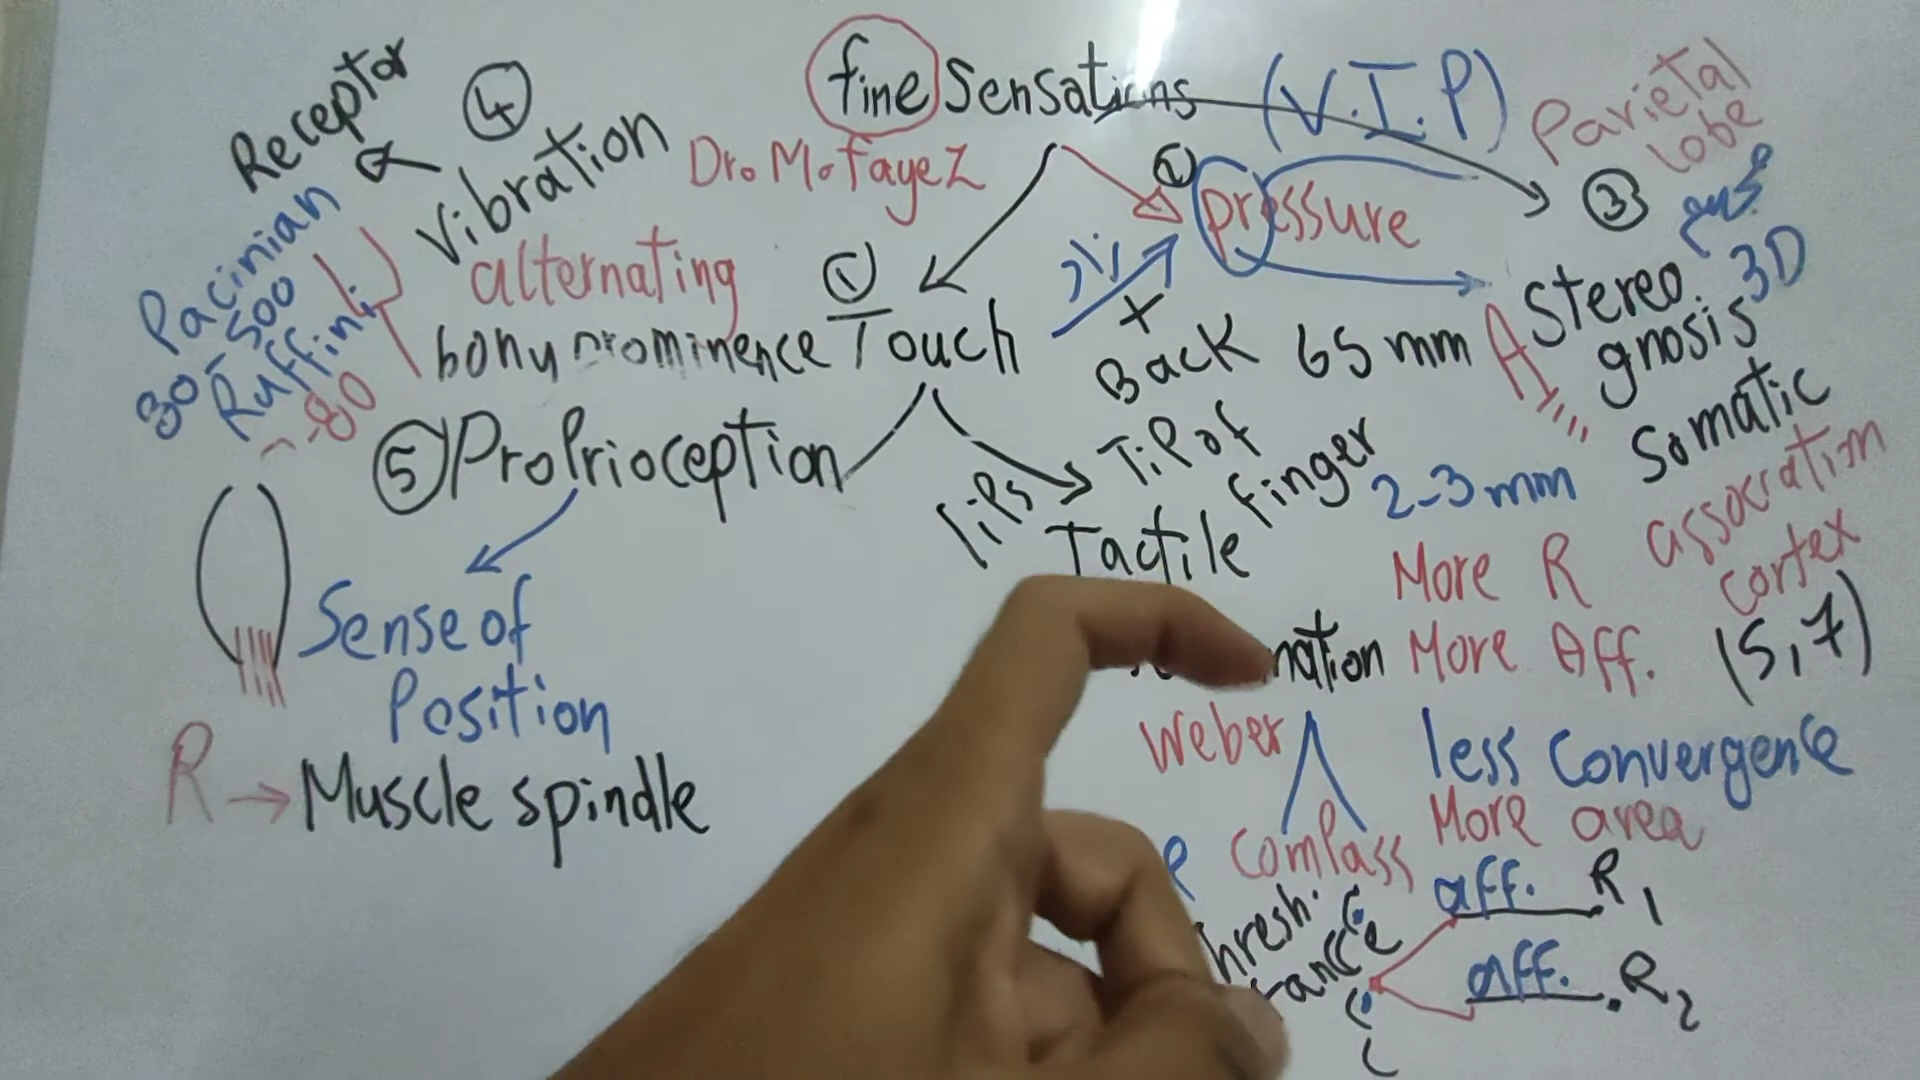 fine Sensations (V.I.P)
Dr. M. Fayez
Receptor
④ Vibration
alternating
bony prominence
Pacinian
30-500
Ruffini
-80
① Touch
② pressure
Parietal
lobe
③
Stereo
gnosis
3D
Somatic
association
cortex
(5,7)
Back 65 mm
Tip of
finger
2-3 mm
lips
Tactile
nation
Weber
Compass
thresh.
More R
More Aff.
less convergence
More area
aff. R1
aff. R2
⑤ Proprioception
Sense of
Position
R → Muscle spindle